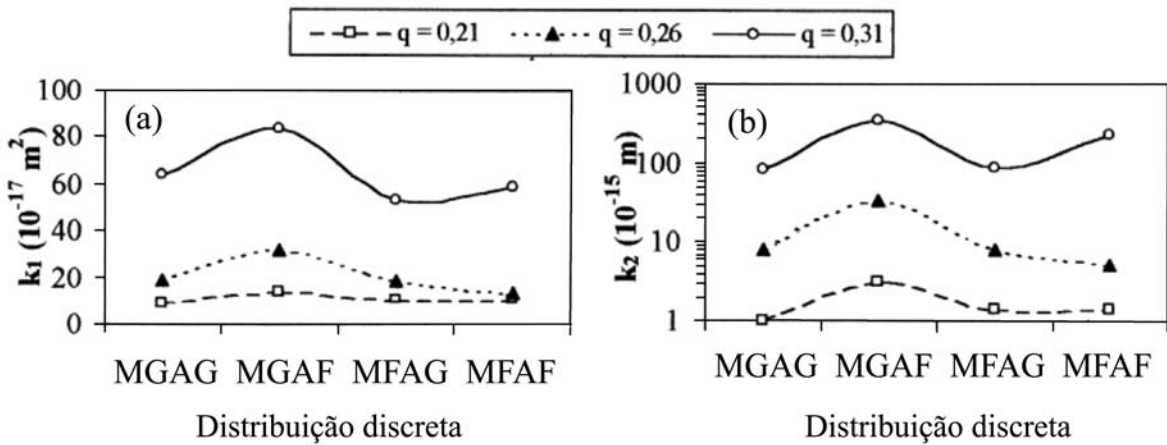 q = 0,21 q = 0,26 q = 0,31
(a)
k₁ (10⁻¹⁷ m²)
100
80
60
40
20
0
MGAG MGAF MFAG MFAF
Distribuição discreta
(b)
k₂ (10⁻¹⁵ m)
1000
100
10
1
MGAG MGAF MFAG MFAF
Distribuição discreta